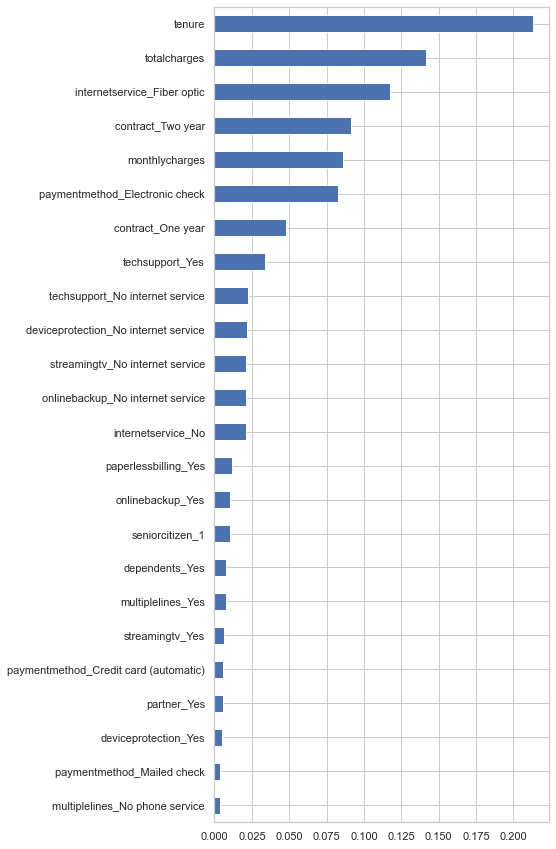 tenure
totalcharges
internetservice_Fiber optic
contract_Two year
monthlycharges
paymentmethod_Electronic check
contract_One year
techsupport_Yes
techsupport_No internet service
deviceprotection_No internet service
streamingtv_No internet service
onlinebackup_No internet service
internetservice_No
paperlessbilling_Yes
onlinebackup_Yes
seniorcitizen_1
dependents_Yes
multiplelines_Yes
streamingtv_Yes
paymentmethod_Credit card (automatic)
partner_Yes
deviceprotection_Yes
paymentmethod_Mailed check
multiplelines_No phone service
0.000 0.025 0.050 0.075 0.100 0.125 0.150 0.175 0.200